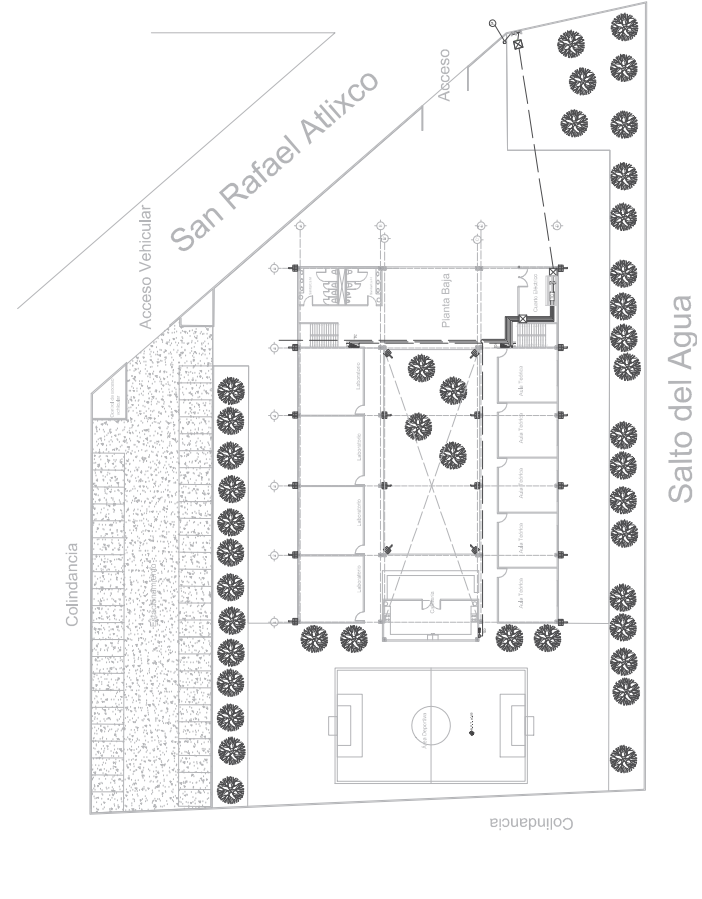 San Rafael Atlixco
Acceso
Acceso Vehicular
Salto del Agua
Planta Baja
Laboratorio
Laboratorio
Laboratorio
Laboratorio
Aula Teórica
Aula Teórica
Aula Teórica
Aula Teórica
Aula Teórica
Colindancia
Colindancia